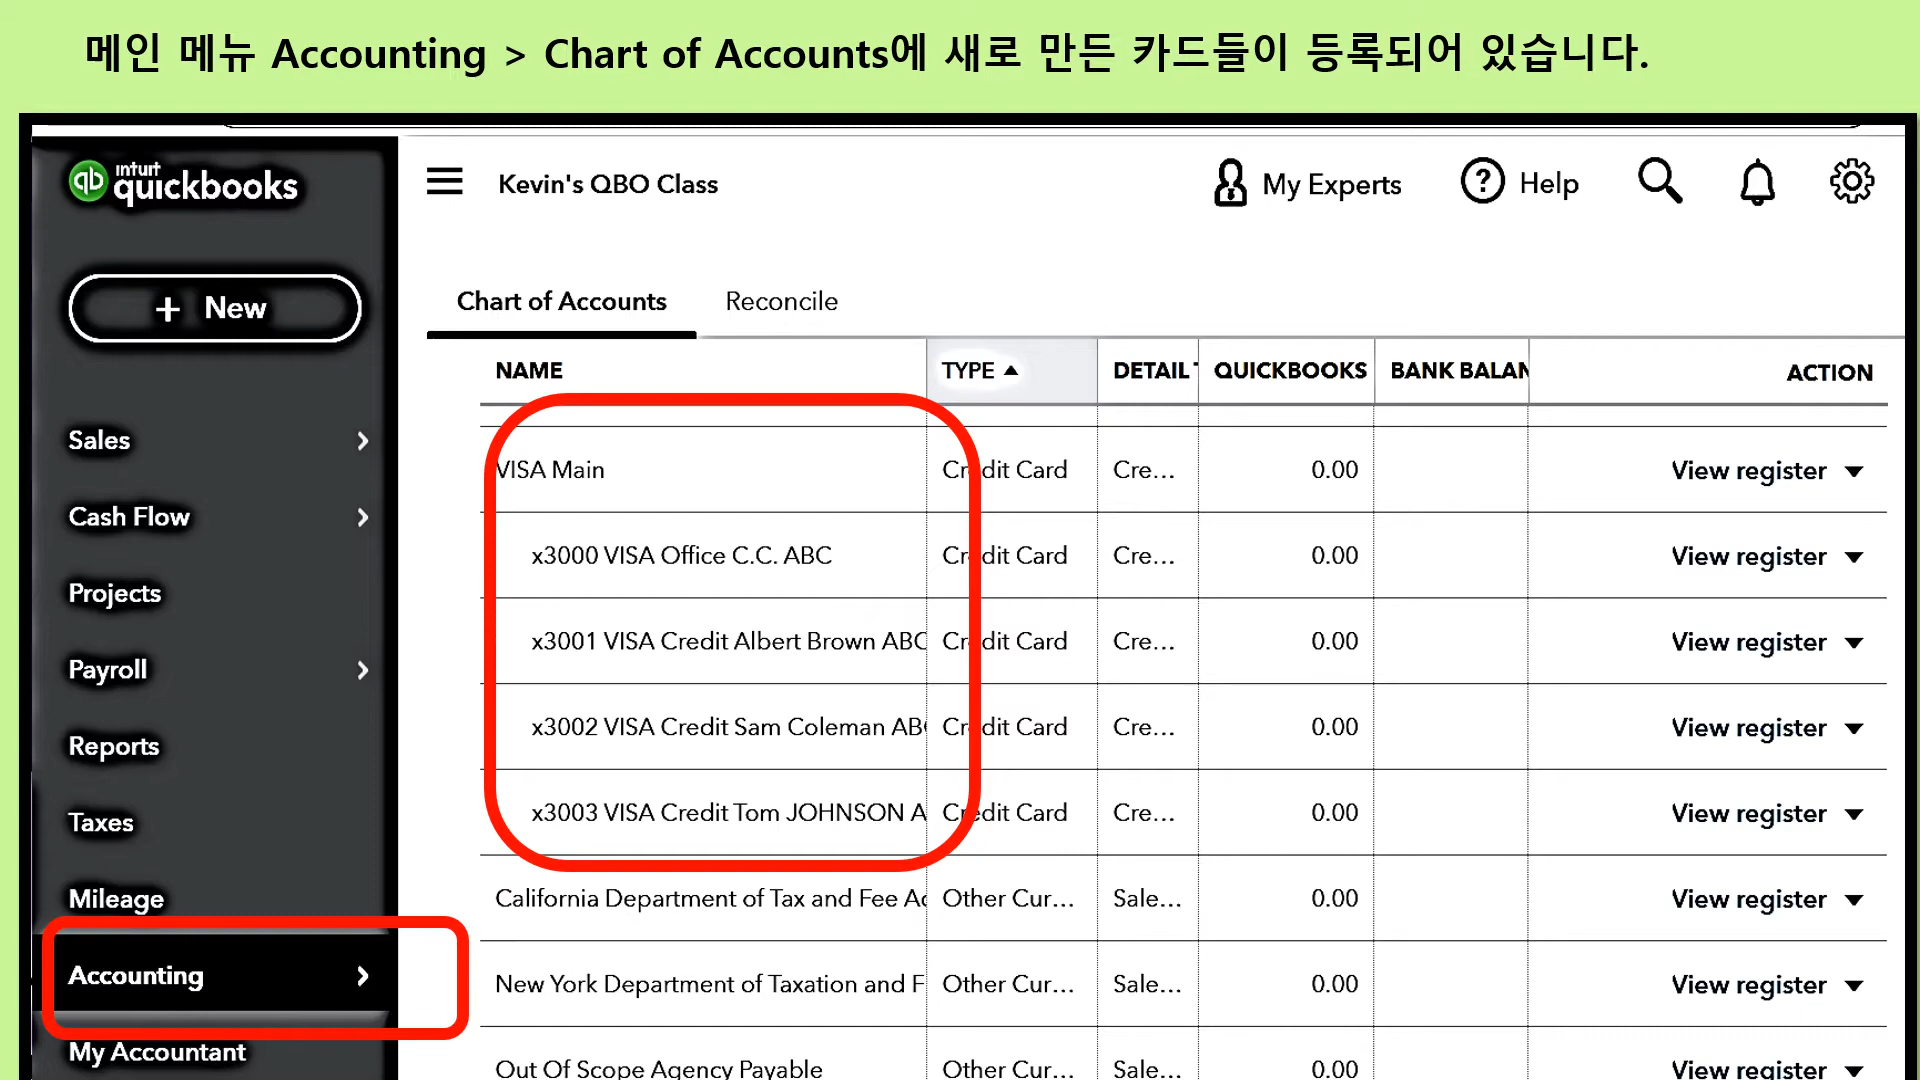 메인 메뉴 Accounting > Chart of Accounts에 새로 만든 카드들이 등록되어 있습니다.
intuit
qb quickbooks
Kevin's QBO Class
My Experts
? Help
+ New
Chart of Accounts
Reconcile
NAME
TYPE
DETAIL
QUICKBOOKS
BANK BALAN
ACTION
Sales
Cash Flow
Projects
Payroll
Reports
Taxes
Mileage
Accounting
My Accountant
VISA Main Credit Card Cre... 0.00 View register
x3000 VISA Office C.C. ABC Credit Card Cre... 0.00 View register
x3001 VISA Credit Albert Brown ABC Credit Card Cre... 0.00 View register
x3002 VISA Credit Sam Coleman AB Credit Card Cre... 0.00 View register
x3003 VISA Credit Tom JOHNSON A Credit Card Cre... 0.00 View register
California Department of Tax and Fee Ad Other Cur... Sale... 0.00 View register
New York Department of Taxation and F Other Cur... Sale... 0.00 View register
Out Of Scope Agency Payable Other Cur... Sale... 0.00 View register